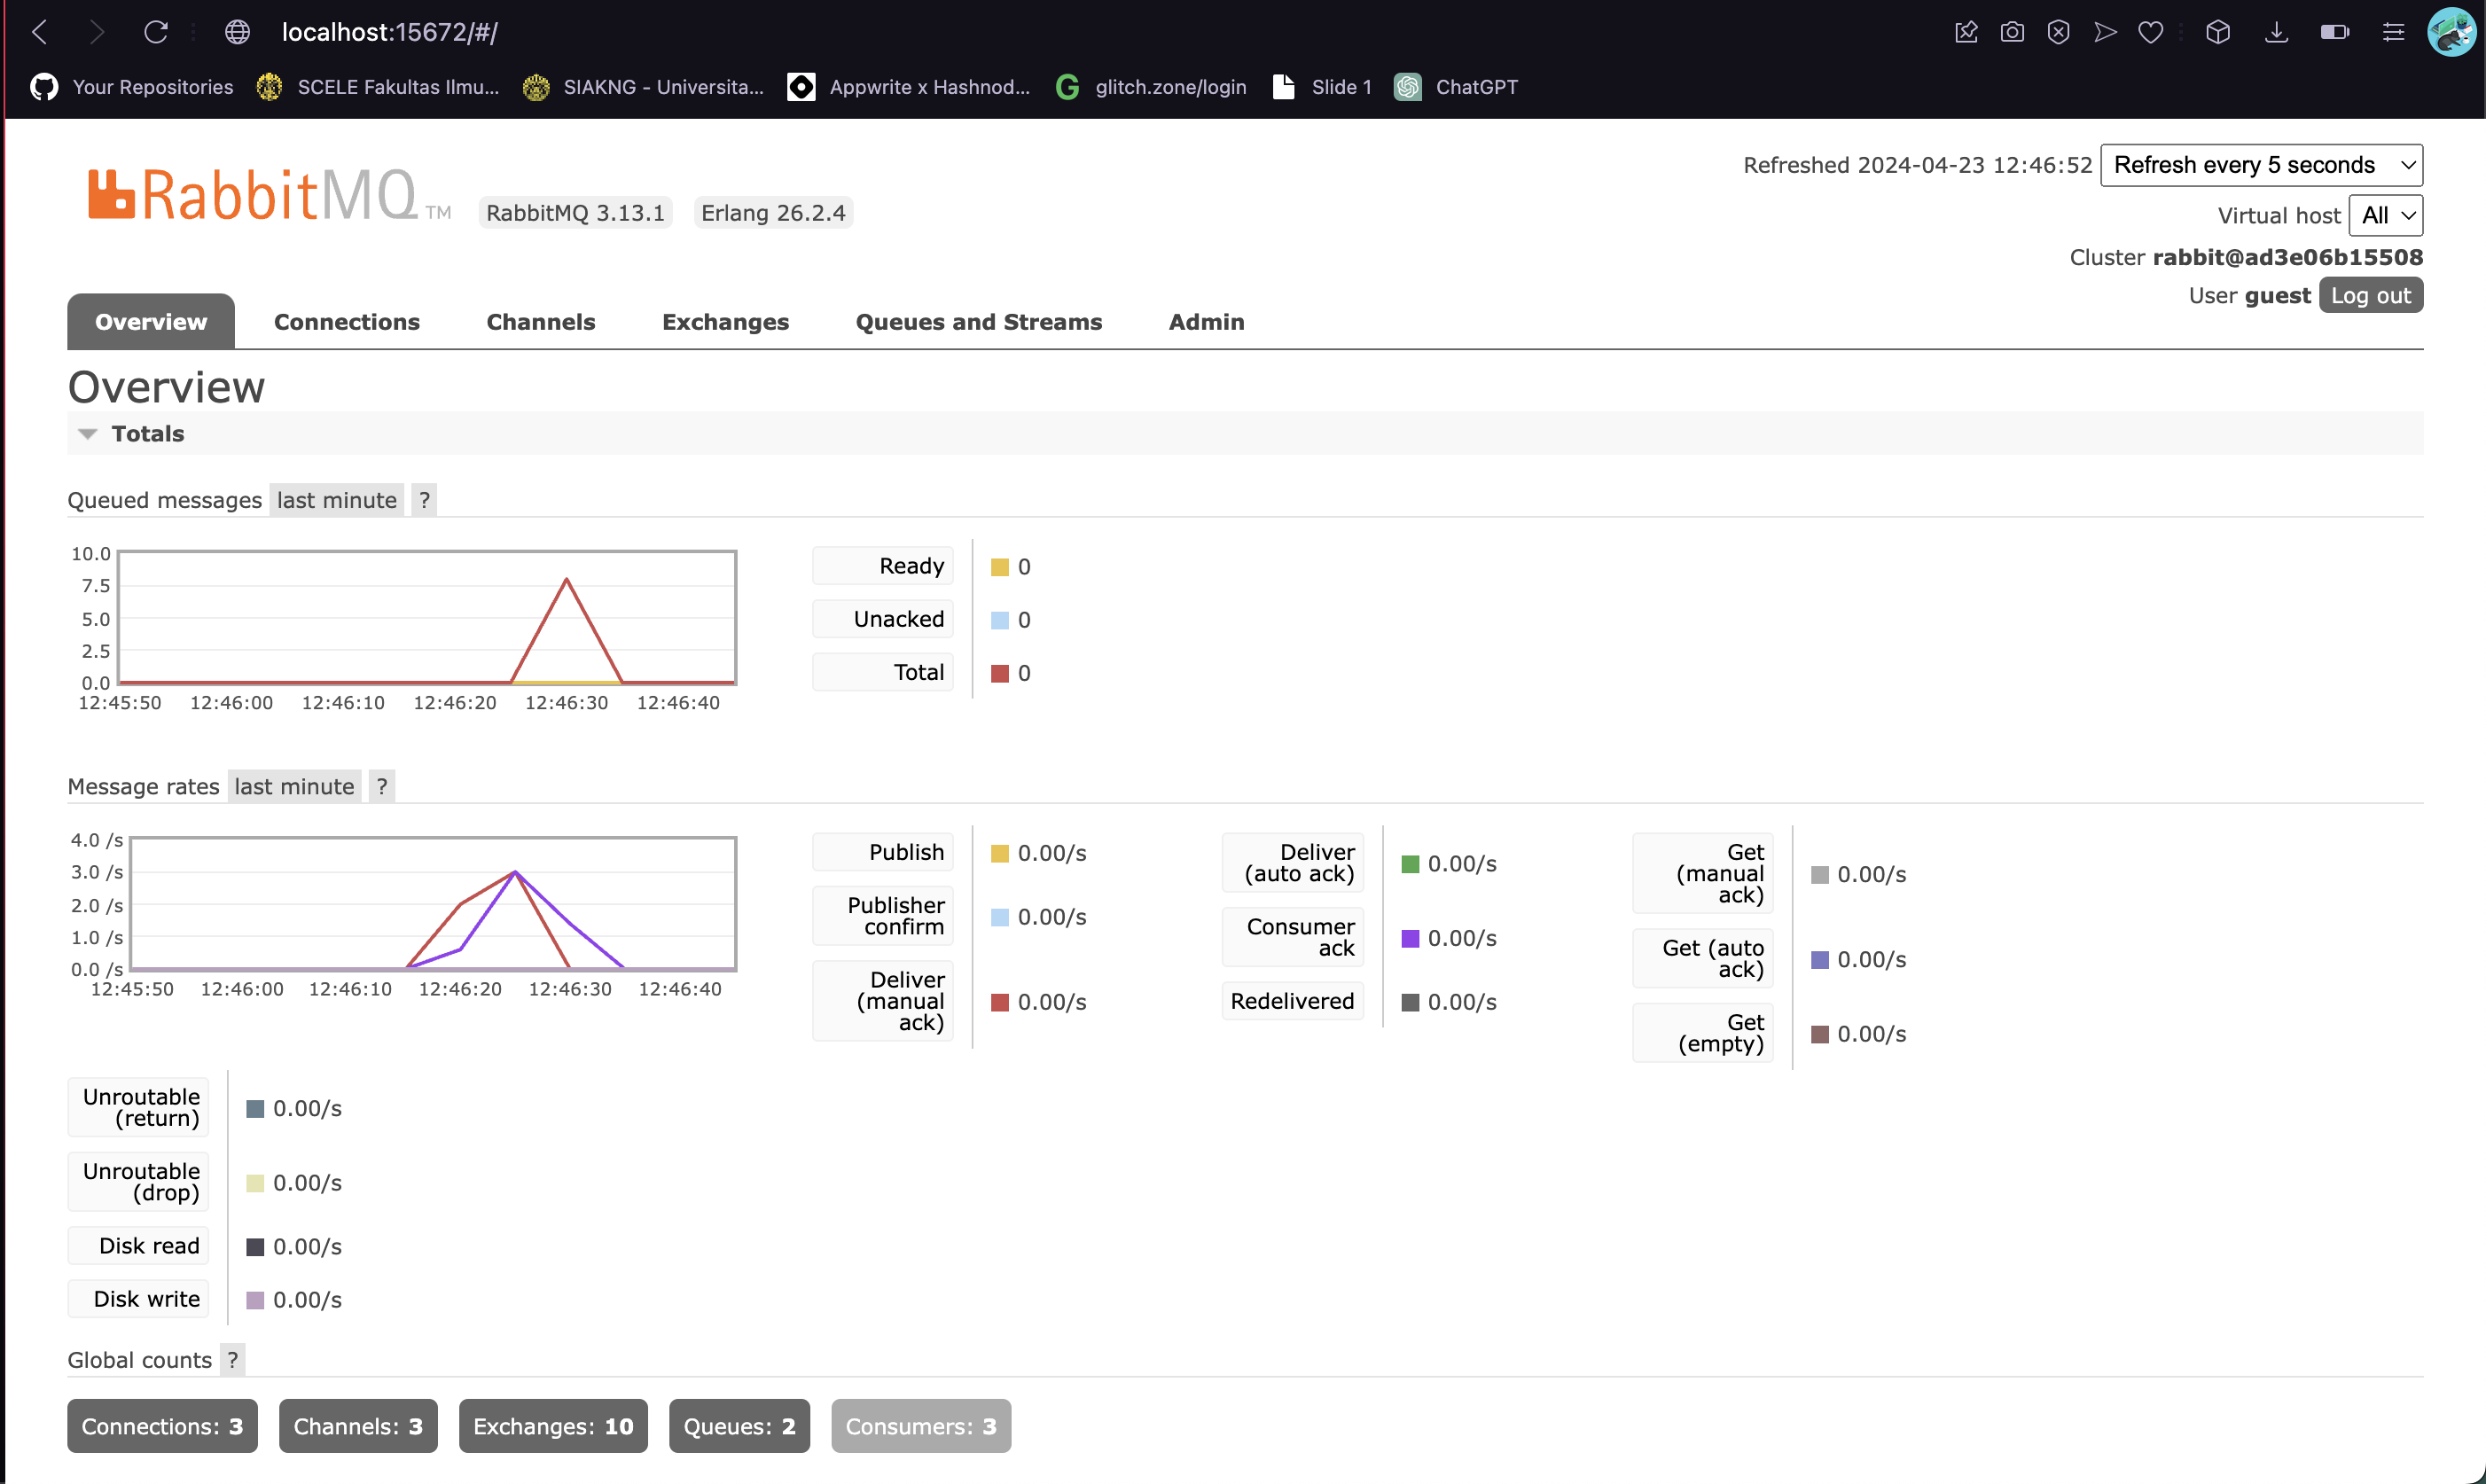 localhost:15672/#/
Your Repositories SCELE Fakultas Ilmu... SIAKNG - Universita... Appwrite x Hashnod... glitch.zone/login Slide 1 ChatGPT
RabbitMQ TM RabbitMQ 3.13.1 Erlang 26.2.4
Refreshed 2024-04-23 12:46:52 Refresh every 5 seconds
Virtual host All
Cluster rabbit@ad3e06b15508
User guest Log out
Overview Connections Channels Exchanges Queues and Streams Admin
Overview
Totals
Queued messages last minute ?
10.0
7.5
5.0
2.5
0.0
12:45:50 12:46:00 12:46:10 12:46:20 12:46:30 12:46:40
Ready 0
Unacked 0
Total 0
Message rates last minute ?
4.0 /s
3.0 /s
2.0 /s
1.0 /s
0.0 /s
12:45:50 12:46:00 12:46:10 12:46:20 12:46:30 12:46:40
Publish 0.00/s
Publisher
confirm 0.00/s
Deliver
(manual
ack) 0.00/s
Deliver
(auto ack) 0.00/s
Consumer
ack 0.00/s
Redelivered 0.00/s
Get
(manual
ack) 0.00/s
Get (auto
ack) 0.00/s
Get
(empty) 0.00/s
Unroutable
(return) 0.00/s
Unroutable
(drop) 0.00/s
Disk read 0.00/s
Disk write 0.00/s
Global counts ?
Connections: 3 Channels: 3 Exchanges: 10 Queues: 2 Consumers: 3